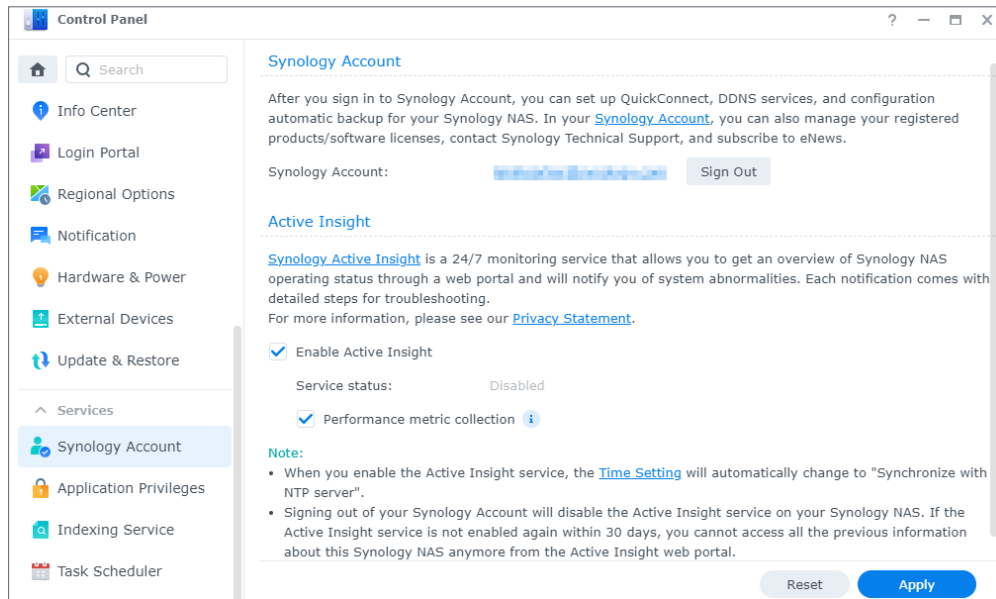 Control Panel
Search
Info Center
Login Portal
Regional Options
Notification
Hardware & Power
External Devices
Update & Restore
Services
Synology Account
Application Privileges
Indexing Service
Task Scheduler
Synology Account
After you sign in to Synology Account, you can set up QuickConnect, DDNS services, and configuration
automatic backup for your Synology NAS. In your Synology Account, you can also manage your registered
products/software licenses, contact Synology Technical Support, and subscribe to eNews.
Synology Account:
Sign Out
Active Insight
Synology Active Insight is a 24/7 monitoring service that allows you to get an overview of Synology NAS
operating status through a web portal and will notify you of system abnormalities. Each notification comes with
detailed steps for troubleshooting.
For more information, please see our Privacy Statement.
Enable Active Insight
Service status: Disabled
Performance metric collection
Note:
• When you enable the Active Insight service, the Time Setting will automatically change to "Synchronize with
NTP server".
• Signing out of your Synology Account will disable the Active Insight service on your Synology NAS. If the
Active Insight service is not enabled again within 30 days, you cannot access all the previous information
about this Synology NAS anymore from the Active Insight web portal.
Reset
Apply